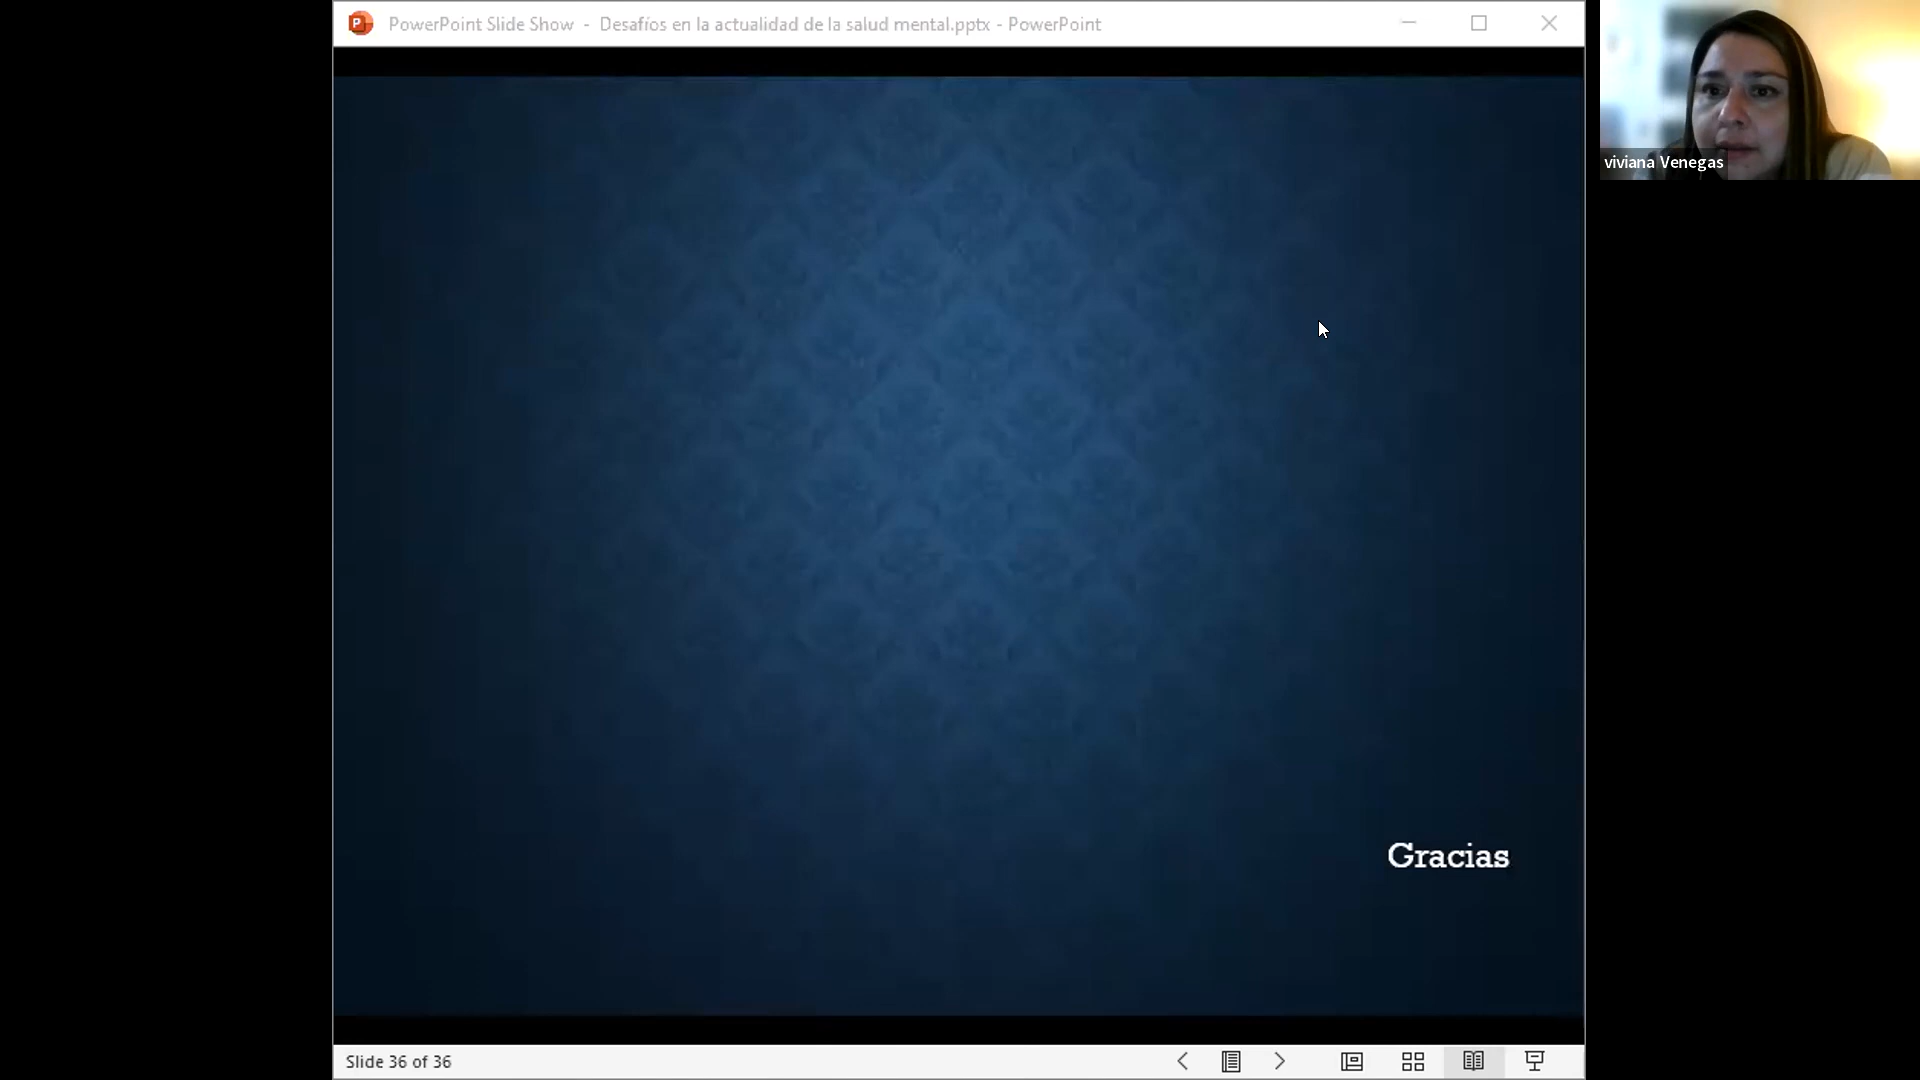 PowerPoint Slide Show - Desafíos en la actualidad de la salud mental.pptx - PowerPoint
viviana Venegas
Gracias
Slide 36 of 36